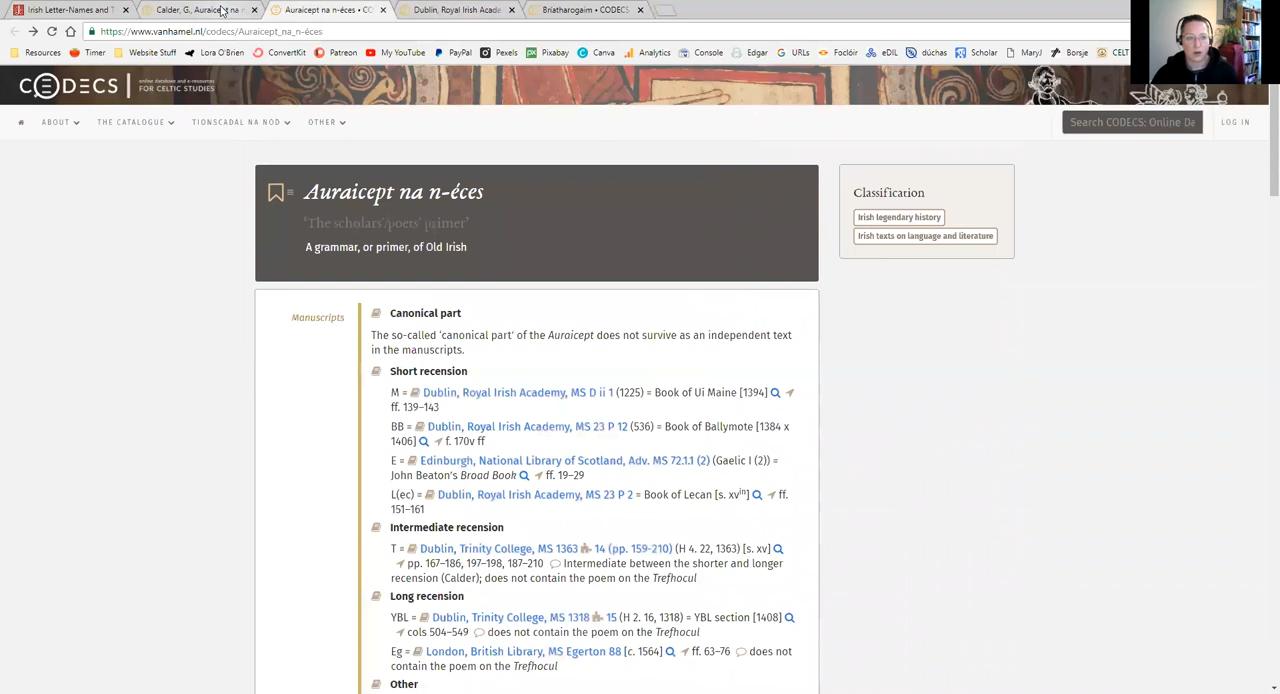 Irish Letter-Names and T
Calder, G., Auraicept na n
Auraicept na n-éces • C
Dublin, Royal Irish Acade
Bríatharogaim • CODECS
https://www.vanhamel.nl/codecs/Auraicept_na_n-éces
Resources
Timer
Website Stuff
Lora O'Brien
ConvertKit
Patreon
My YouTube
PayPal
Pexels
Pixabay
Canva
Analytics
Console
Edgar
URLs
Foclóir
eDIL
dúchas
Scholar
MaryJ
Borsje
CELT
CODECS
online database and e-resources
FOR CELTIC STUDIES
ABOUT
THE CATALOGUE
TIONSCADAL NA NOD
OTHER
Search CODECS: Online Da
LOG IN
Auraicept na n-éces
'The scholars'/poets' primer'
A grammar, or primer, of Old Irish
Classification
Irish legendary history
Irish texts on language and literature
Manuscripts
Canonical part
The so-called 'canonical part' of the Auraicept does not survive as an independent text
in the manuscripts.
Short recension
M = Dublin, Royal Irish Academy, MS D ii 1 (1225) = Book of Uí Maine [1394]
ff. 139–143
BB = Dublin, Royal Irish Academy, MS 23 P 12 (536) = Book of Ballymote [1384 x
1406] f. 170v ff
E = Edinburgh, National Library of Scotland, Adv. MS 72.1.1 (2) (Gaelic I (2)) =
John Beaton's Broad Book ff. 19–29
L(ec) = Dublin, Royal Irish Academy, MS 23 P 2 = Book of Lecan [s. xvin] ff.
151–161
Intermediate recension
T = Dublin, Trinity College, MS 1363 14 (pp. 159-210) (H 4. 22, 1363) [s. xv]
pp. 167–186, 197–198, 187–210 Intermediate between the shorter and longer
recension (Calder); does not contain the poem on the Trefhocul
Long recension
YBL = Dublin, Trinity College, MS 1318 15 (H 2. 16, 1318) = YBL section [1408]
cols 504–549 does not contain the poem on the Trefhocul
Eg = London, British Library, MS Egerton 88 [c. 1564] ff. 63–76 does not
contain the poem on the Trefhocul
Other